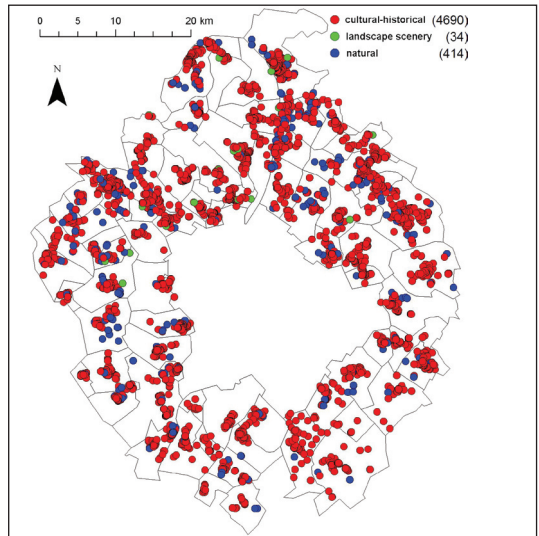 0 5 10 20 km
cultural-historical (4690)
landscape scenery (34)
natural (414)
N